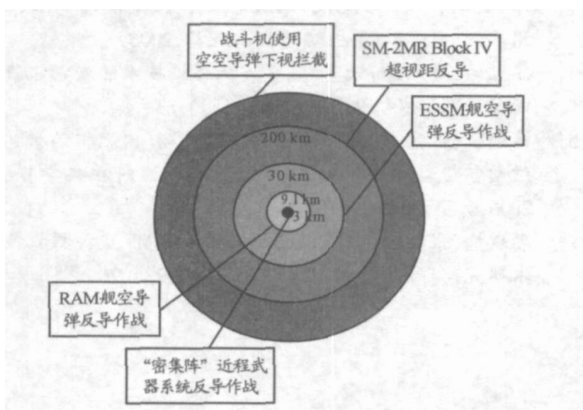 战斗机使用
空空导弹下视拦截
SM-2MR Block IV
超视距反导
ESSM舰空导
弹反导作战
200 km
30 km
9.1km
3 km
RAM舰空导
弹反导作战
“密集阵”近程武
器系统反导作战